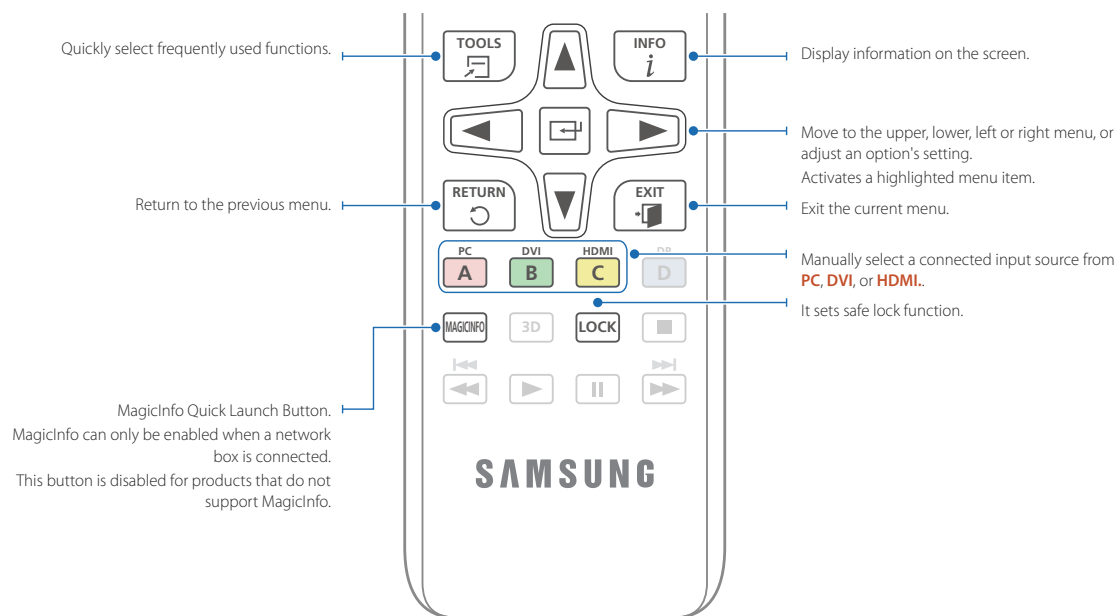 Quickly select frequently used functions.
TOOLS
INFO
i
Display information on the screen.
Move to the upper, lower, left or right menu, or
adjust an option's setting.
Activates a highlighted menu item.
Return to the previous menu.
RETURN
EXIT
Exit the current menu.
PC
DVI
HDMI
DP
A
B
C
D
Manually select a connected input source from
PC, DVI, or HDMI..
It sets safe lock function.
MAGICINFO
3D
LOCK
MagicInfo Quick Launch Button.
MagicInfo can only be enabled when a network
box is connected.
This button is disabled for products that do not
support MagicInfo.
SAMSUNG